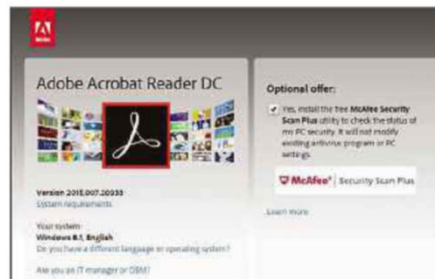 Adobe
Adobe Acrobat Reader DC
Version 2015.007.20033
System requirements
Your system:
Windows 8.1, English
Do you have a different language or operating system?
Are you an IT manager or OEM?
Optional offer:
Yes, install the free McAfee Security
Scan Plus utility to check the status of
my PC security. It will not modify
existing antivirus program or PC
settings.
McAfee® Security Scan Plus
Learn more